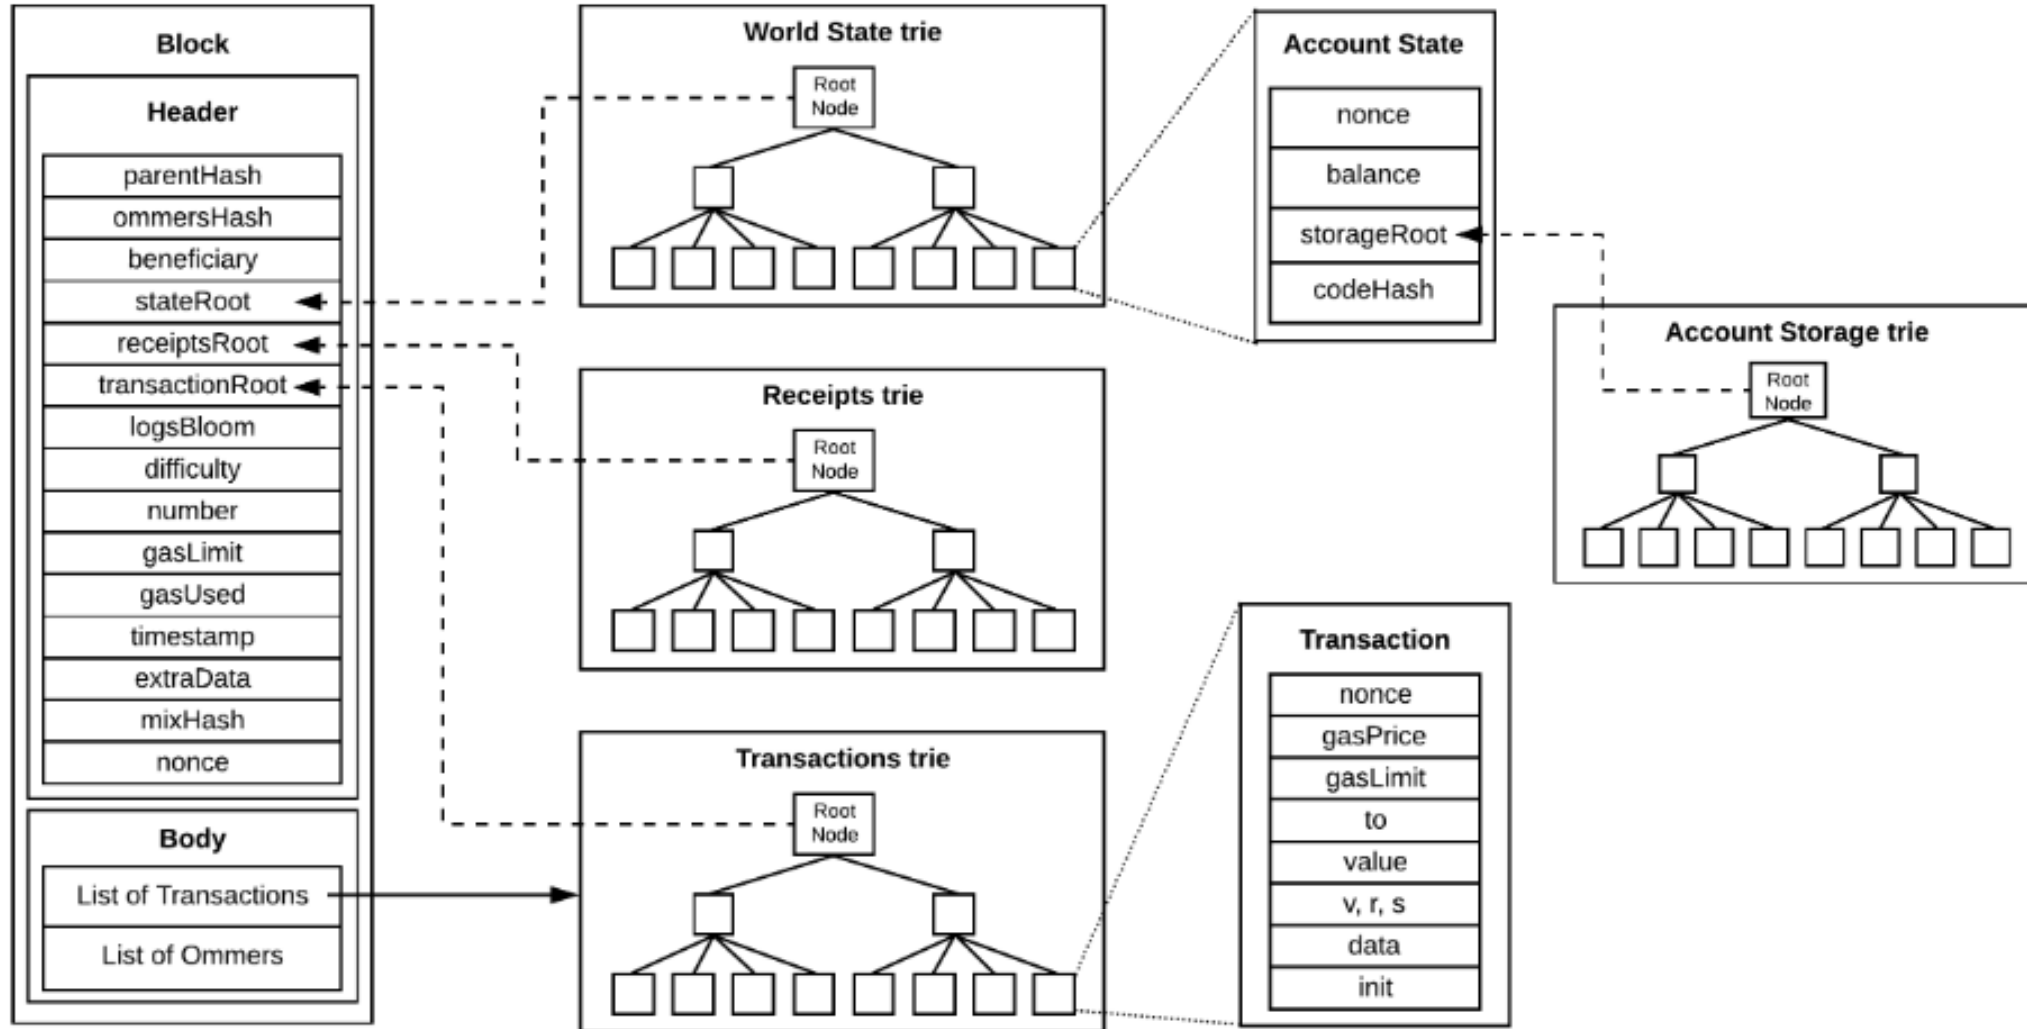 Block
Header
parentHash
ommersHash
beneficiary
stateRoot
receiptsRoot
transactionRoot
logsBloom
difficulty
number
gasLimit
gasUsed
timestamp
extraData
mixHash
nonce
Body
List of Transactions
List of Ommers
World State trie
Root
Node
Receipts trie
Root
Node
Transactions trie
Root
Node
Account State
nonce
balance
storageRoot
codeHash
Account Storage trie
Root
Node
Transaction
nonce
gasPrice
gasLimit
to
value
v, r, s
data
init